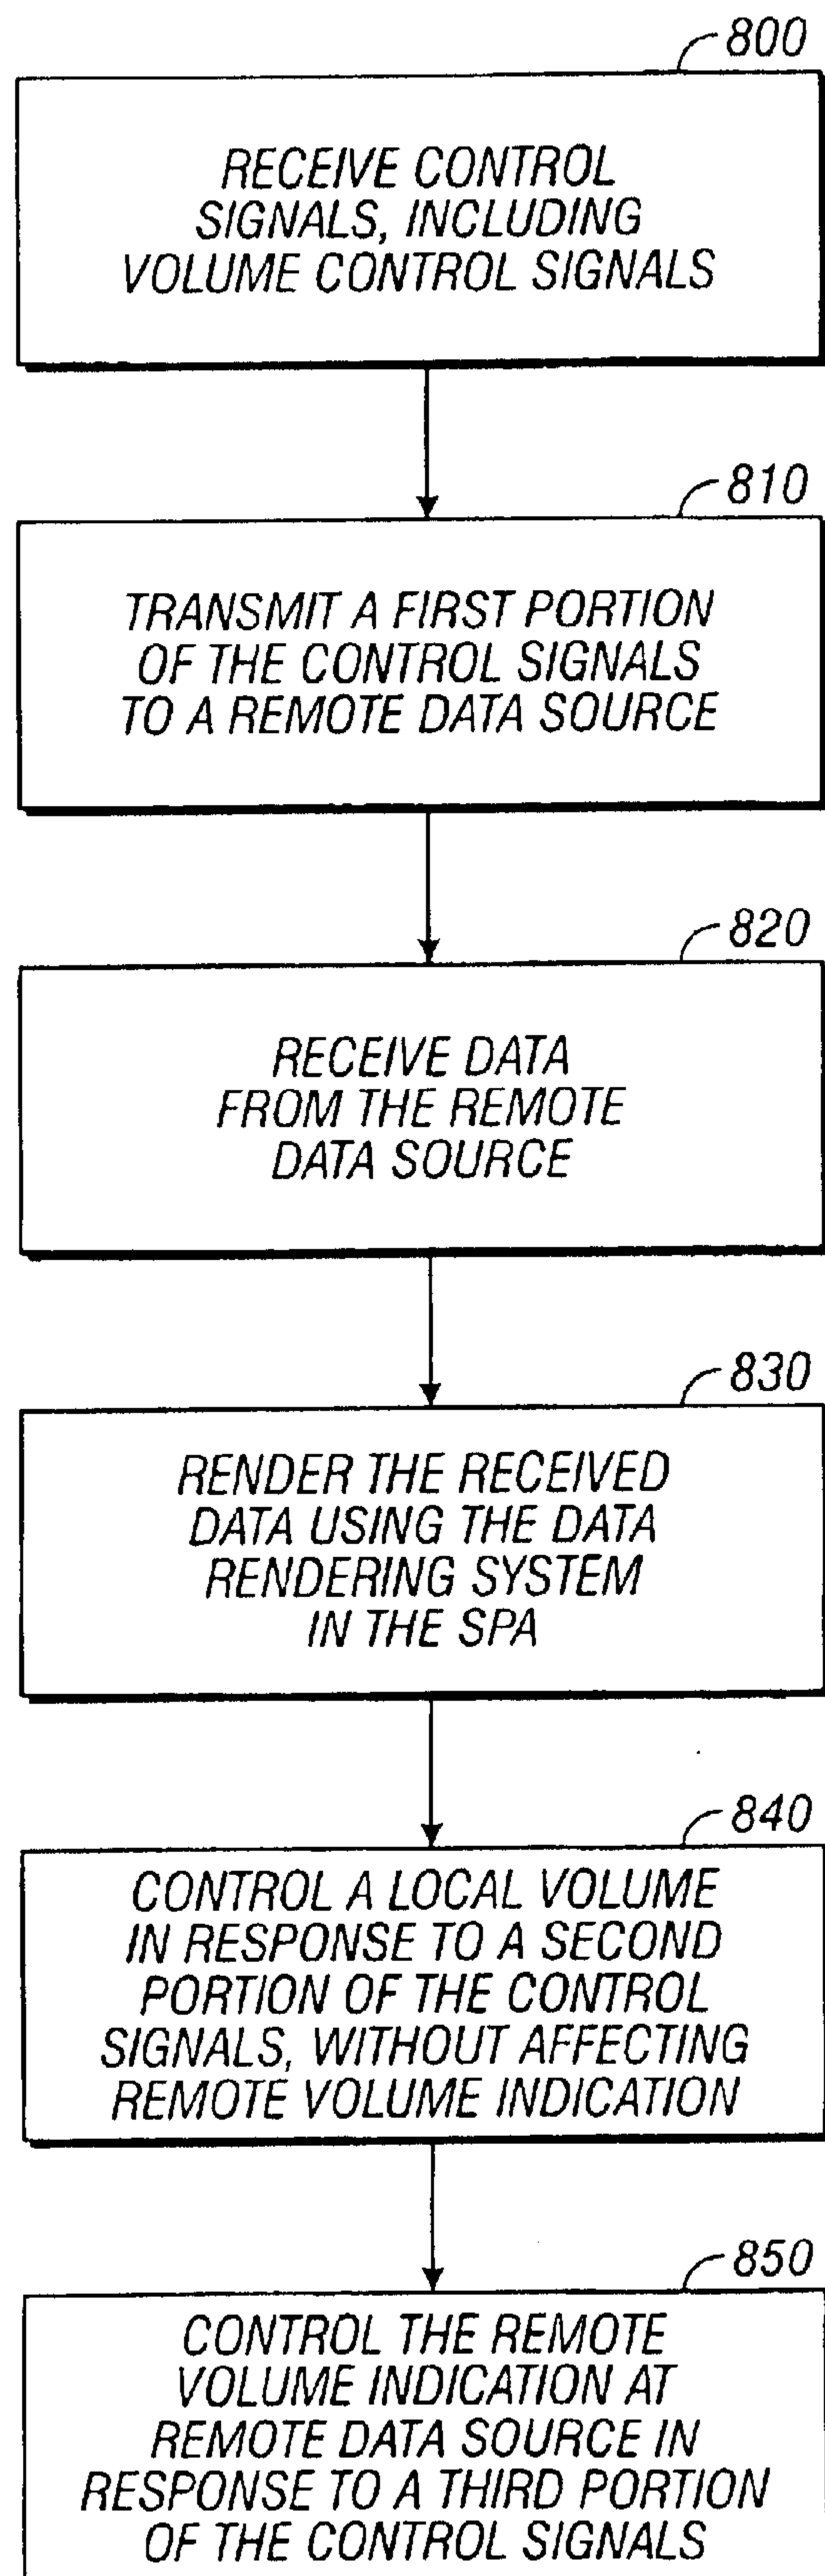 800
RECEIVE CONTROL
SIGNALS, INCLUDING
VOLUME CONTROL SIGNALS
810
TRANSMIT A FIRST PORTION
OF THE CONTROL SIGNALS
TO A REMOTE DATA SOURCE
820
RECEIVE DATA
FROM THE REMOTE
DATA SOURCE
830
RENDER THE RECEIVED
DATA USING THE DATA
RENDERING SYSTEM
IN THE SPA
840
CONTROL A LOCAL VOLUME
IN RESPONSE TO A SECOND
PORTION OF THE CONTROL
SIGNALS, WITHOUT AFFECTING
REMOTE VOLUME INDICATION
850
CONTROL THE REMOTE
VOLUME INDICATION AT
REMOTE DATA SOURCE IN
RESPONSE TO A THIRD PORTION
OF THE CONTROL SIGNALS